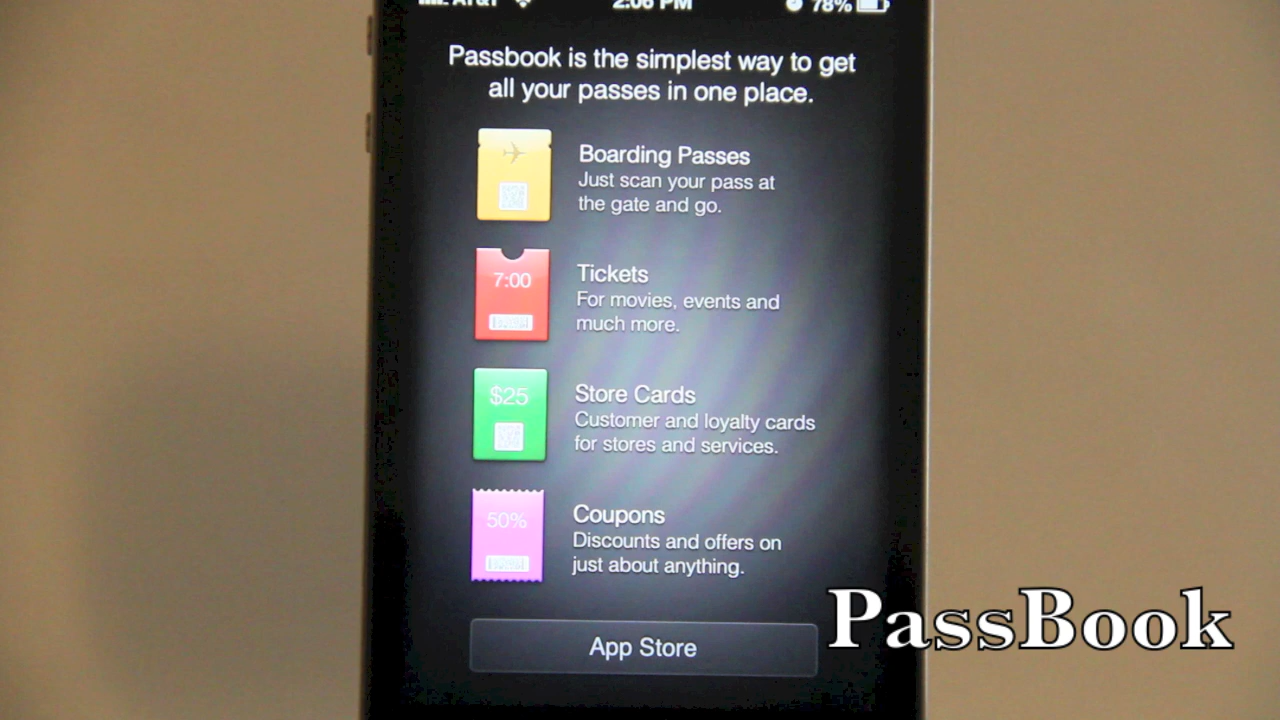 AT&T 2:06 PM 78%
Passbook is the simplest way to get
all your passes in one place.
Boarding Passes
Just scan your pass at
the gate and go.
7:00
Tickets
For movies, events and
much more.
$25
Store Cards
Customer and loyalty cards
for stores and services.
50%
Coupons
Discounts and offers on
just about anything.
App Store
PassBook